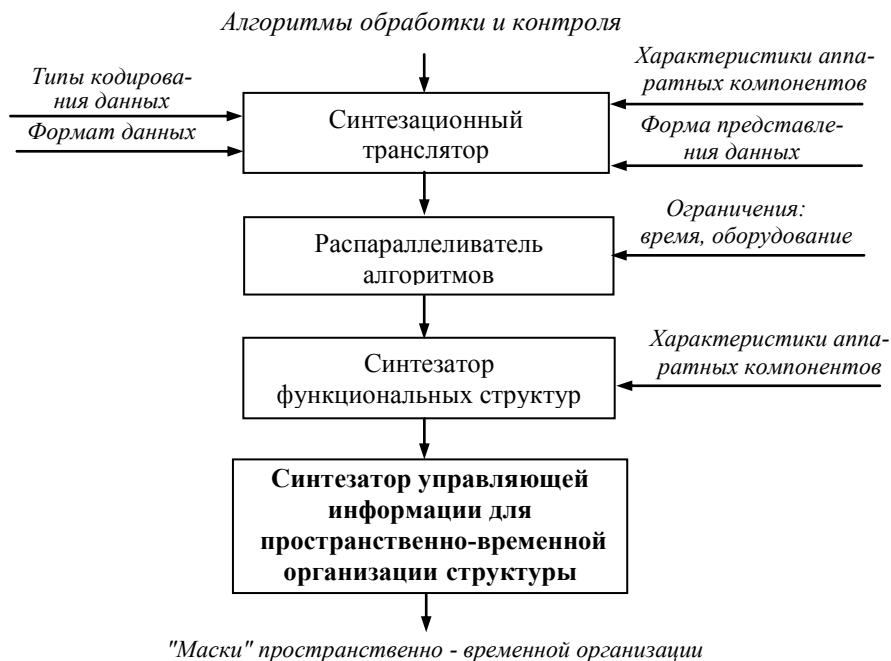 Алгоритмы обработки и контроля
Типы кодирова-
ния данных
Формат данных
Характеристики аппа-
ратных компонентов
Форма представле-
ния данных
Синтезационный
транслятор
Ограничения:
время, оборудование
Распараллеливатель
алгоритмов
Характеристики аппа-
ратных компонентов
Синтезатор
функциональных структур
Синтезатор управляющей
информации для
пространственно-временной
организации структуры
"Маски" пространственно - временной организации